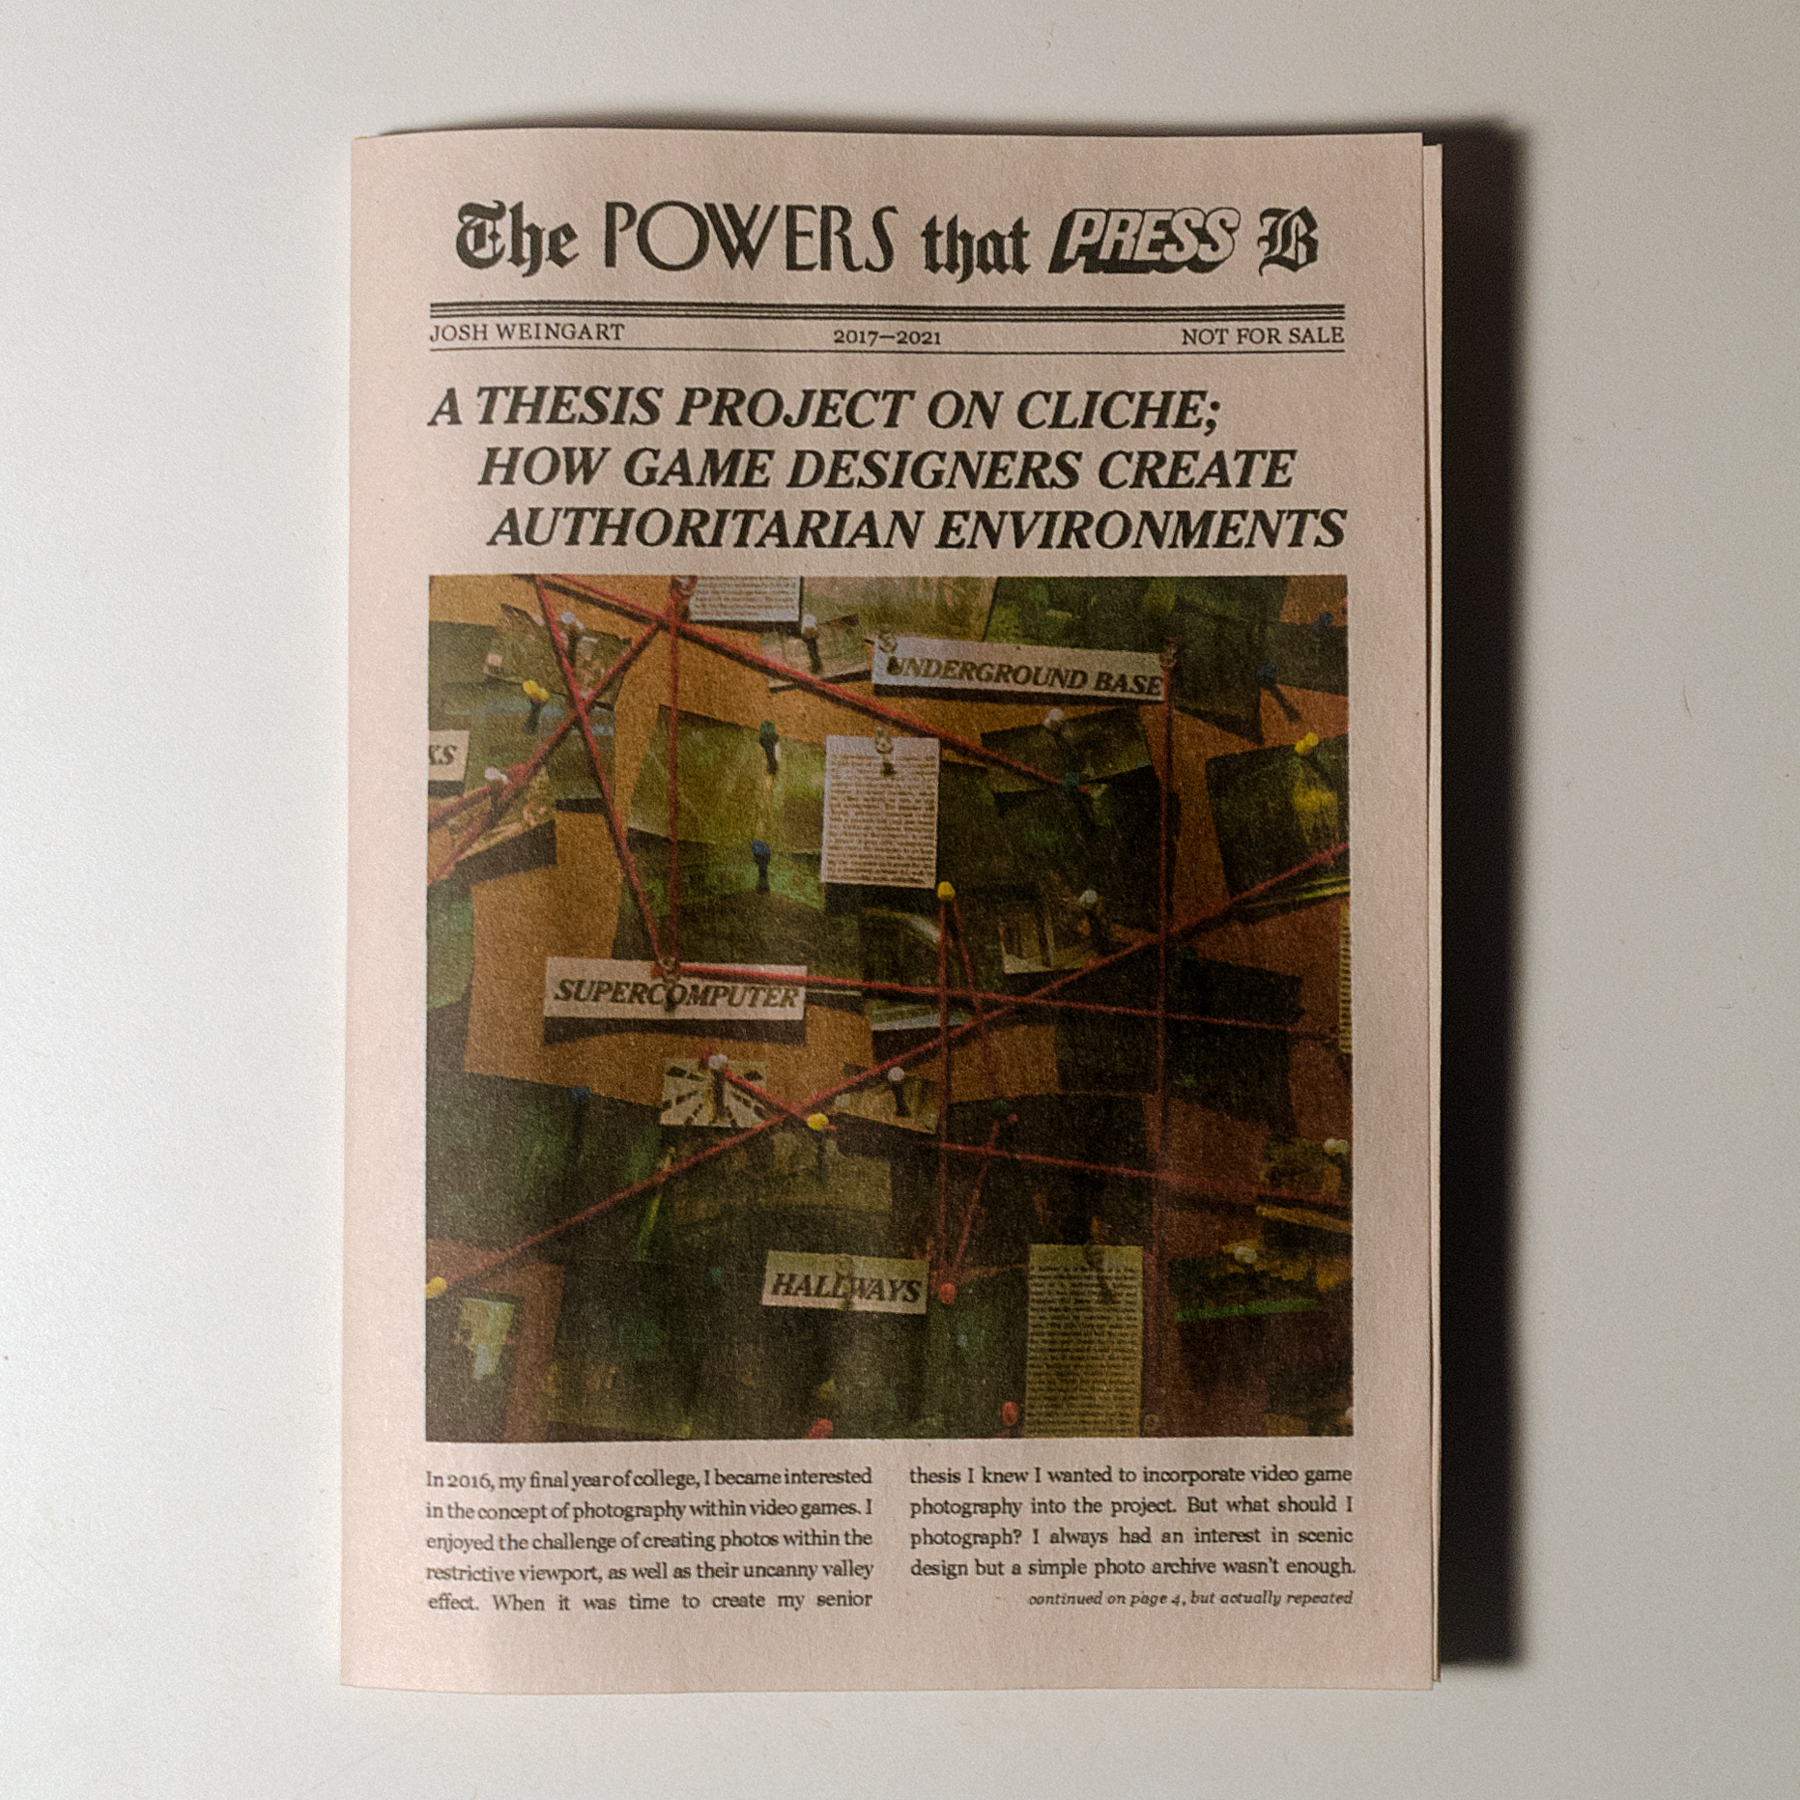 The POWERS that PRESS B
JOSH WEINGART 2017—2021 NOT FOR SALE
A THESIS PROJECT ON CLICHE;
HOW GAME DESIGNERS CREATE
AUTHORITARIAN ENVIRONMENTS
UNDERGROUND BASE
KS
SUPERCOMPUTER
HALLWAYS
In 2016, my final year of college, I became interested
in the concept of photography within video games. I
enjoyed the challenge of creating photos within the
restrictive viewport, as well as their uncanny valley
effect. When it was time to create my senior
thesis I knew I wanted to incorporate video game
photography into the project. But what should I
photograph? I always had an interest in scenic
design but a simple photo archive wasn't enough.
continued on page 4, but actually repeated